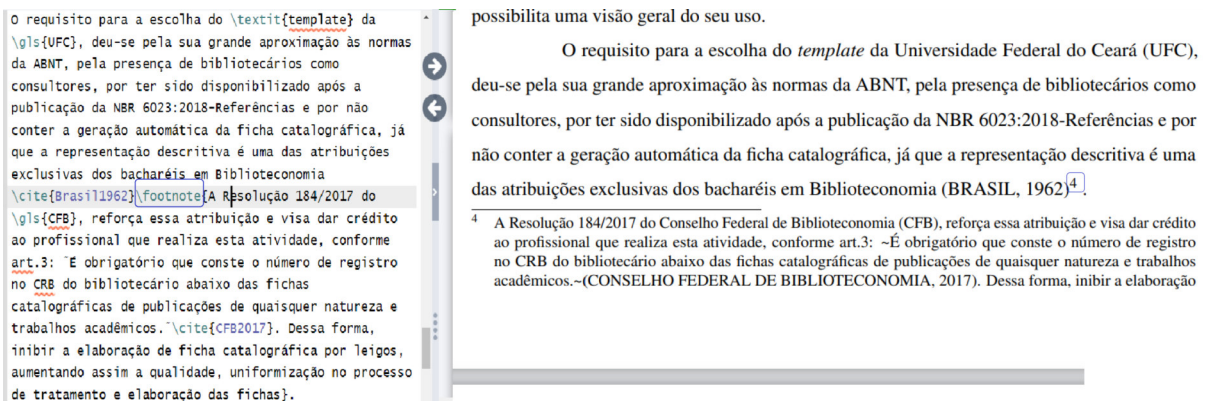 O requisito para a escolha do \textit{template} da
\gls{UFC}, deu-se pela sua grande aproximação às normas
da ABNT, pela presença de bibliotecários como
consultores, por ter sido disponibilizado após a
publicação da NBR 6023:2018-Referências e por não
conter a geração automática da ficha catalográfica, já
que a representação descritiva é uma das atribuições
exclusivas dos bacharéis em Biblioteconomia
\cite{Brasil1962}\footnote{A Resolução 184/2017 do
\gls{CFB}, reforça essa atribuição e visa dar crédito
ao profissional que realiza esta atividade, conforme
art.3: ˜É obrigatório que conste o número de registro
no CRB do bibliotecário abaixo das fichas
catalográficas de publicações de quaisquer natureza e
trabalhos acadêmicos.˜\cite{CFB2017}. Dessa forma,
inibir a elaboração de ficha catalográfica por leigos,
aumentando assim a qualidade, uniformização no processo
de tratamento e elaboração das fichas}.
possibilita uma visão geral do seu uso.
O requisito para a escolha do template da Universidade Federal do Ceará (UFC),
deu-se pela sua grande aproximação às normas da ABNT, pela presença de bibliotecários como
consultores, por ter sido disponibilizado após a publicação da NBR 6023:2018-Referências e por
não conter a geração automática da ficha catalográfica, já que a representação descritiva é uma
das atribuições exclusivas dos bacharéis em Biblioteconomia (BRASIL, 1962)4.
4 A Resolução 184/2017 do Conselho Federal de Biblioteconomia (CFB), reforça essa atribuição e visa dar crédito
ao profissional que realiza esta atividade, conforme art.3: ~É obrigatório que conste o número de registro
no CRB do bibliotecário abaixo das fichas catalográficas de publicações de quaisquer natureza e trabalhos
acadêmicos.~(CONSELHO FEDERAL DE BIBLIOTECONOMIA, 2017). Dessa forma, inibir a elaboração